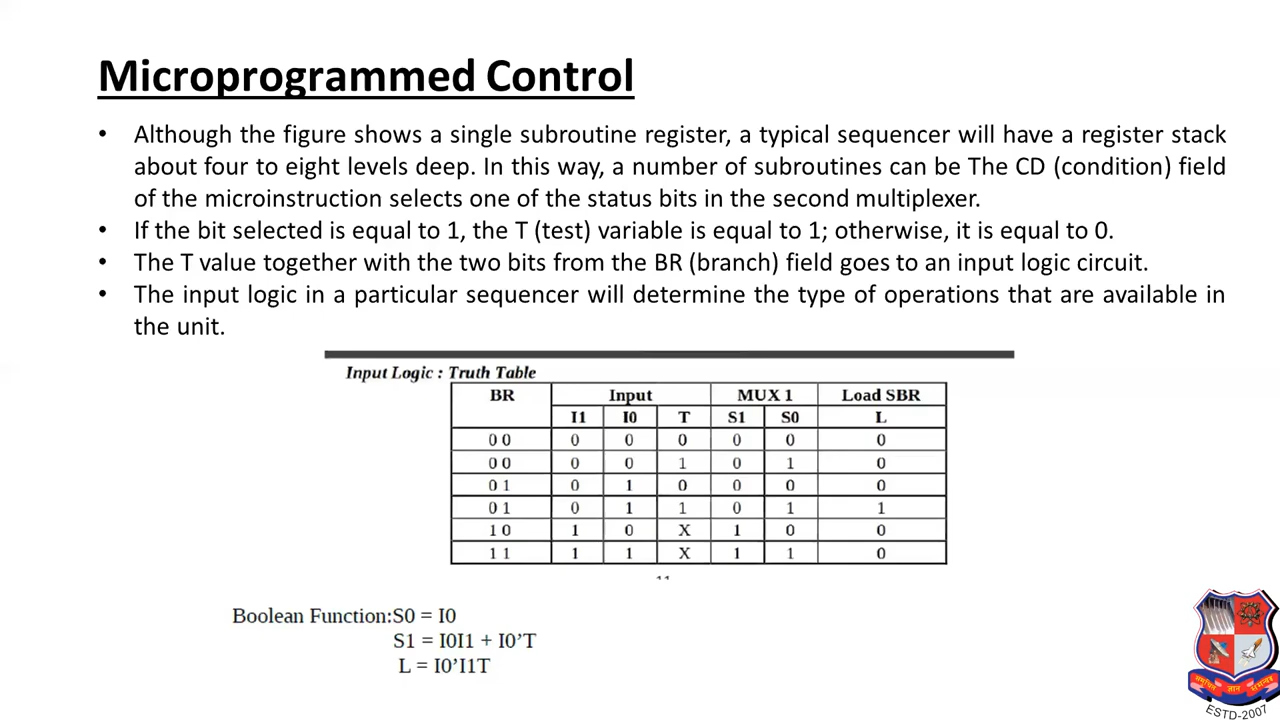 Microprogrammed Control
• Although the figure shows a single subroutine register, a typical sequencer will have a register stack
about four to eight levels deep. In this way, a number of subroutines can be The CD (condition) field
of the microinstruction selects one of the status bits in the second multiplexer.
• If the bit selected is equal to 1, the T (test) variable is equal to 1; otherwise, it is equal to 0.
• The T value together with the two bits from the BR (branch) field goes to an input logic circuit.
• The input logic in a particular sequencer will determine the type of operations that are available in
the unit.
Input Logic : Truth Table
BR Input MUX 1 Load SBR
I1 I0 T S1 S0 L
0 0 0 0 0 0 0 0
0 0 0 0 1 0 1 0
0 1 0 1 0 0 0 0
0 1 0 1 1 0 1 1
1 0 1 0 X 1 0 0
1 1 1 1 X 1 1 0
Boolean Function:S0 = I0
S1 = I0I1 + I0’T
L = I0’I1T
ESTD-2007